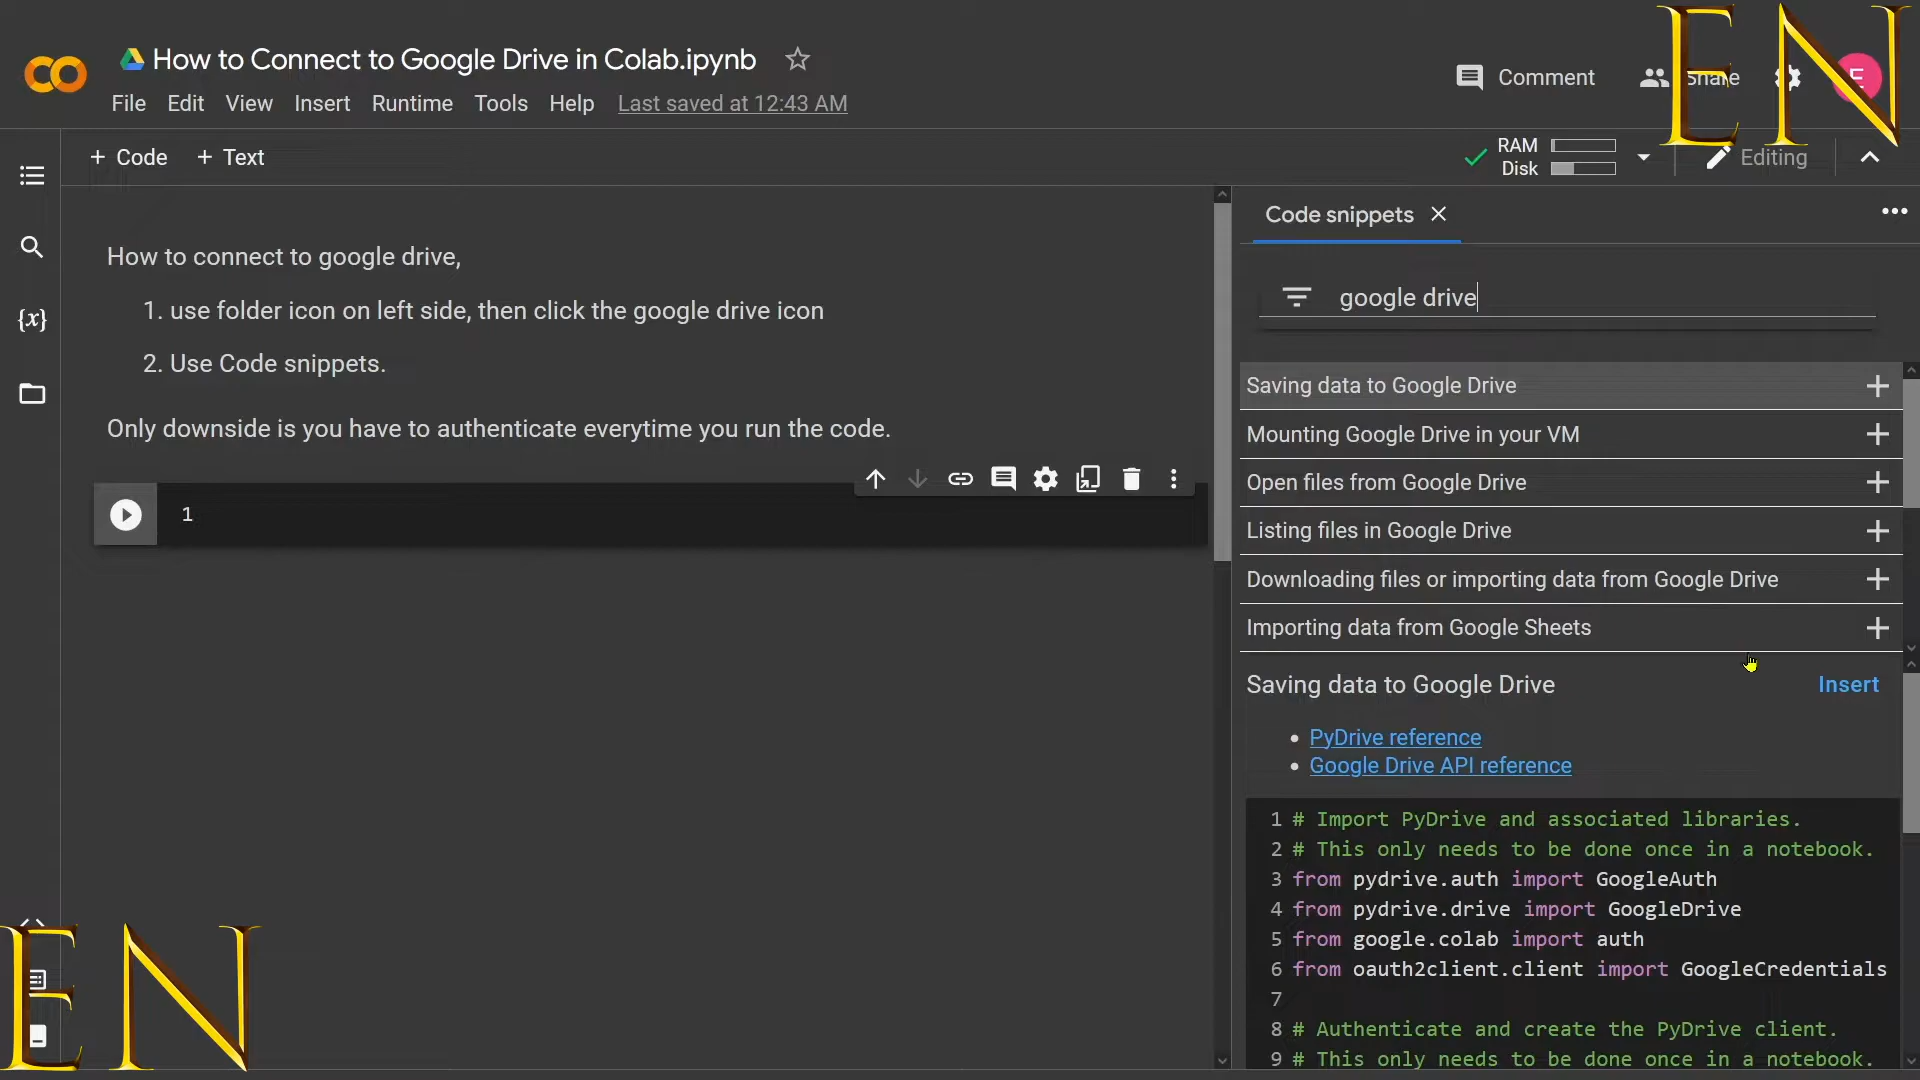 How to Connect to Google Drive in Colab.ipynb
File Edit View Insert Runtime Tools Help Last saved at 12:43 AM
Comment
Share
E
EN
+ Code + Text
RAM
Disk
Editing
{x}
How to connect to google drive,
1. use folder icon on left side, then click the google drive icon
2. Use Code snippets.
Only downside is you have to authenticate everytime you run the code.
1
Code snippets
google drive
Saving data to Google Drive
Mounting Google Drive in your VM
Open files from Google Drive
Listing files in Google Drive
Downloading files or importing data from Google Drive
Importing data from Google Sheets
Saving data to Google Drive Insert
• PyDrive reference
• Google Drive API reference
1 # Import PyDrive and associated libraries.
2 # This only needs to be done once in a notebook.
3 from pydrive.auth import GoogleAuth
4 from pydrive.drive import GoogleDrive
5 from google.colab import auth
6 from oauth2client.client import GoogleCredentials
7
8 # Authenticate and create the PyDrive client.
9 # This only needs to be done once in a notebook.
EN